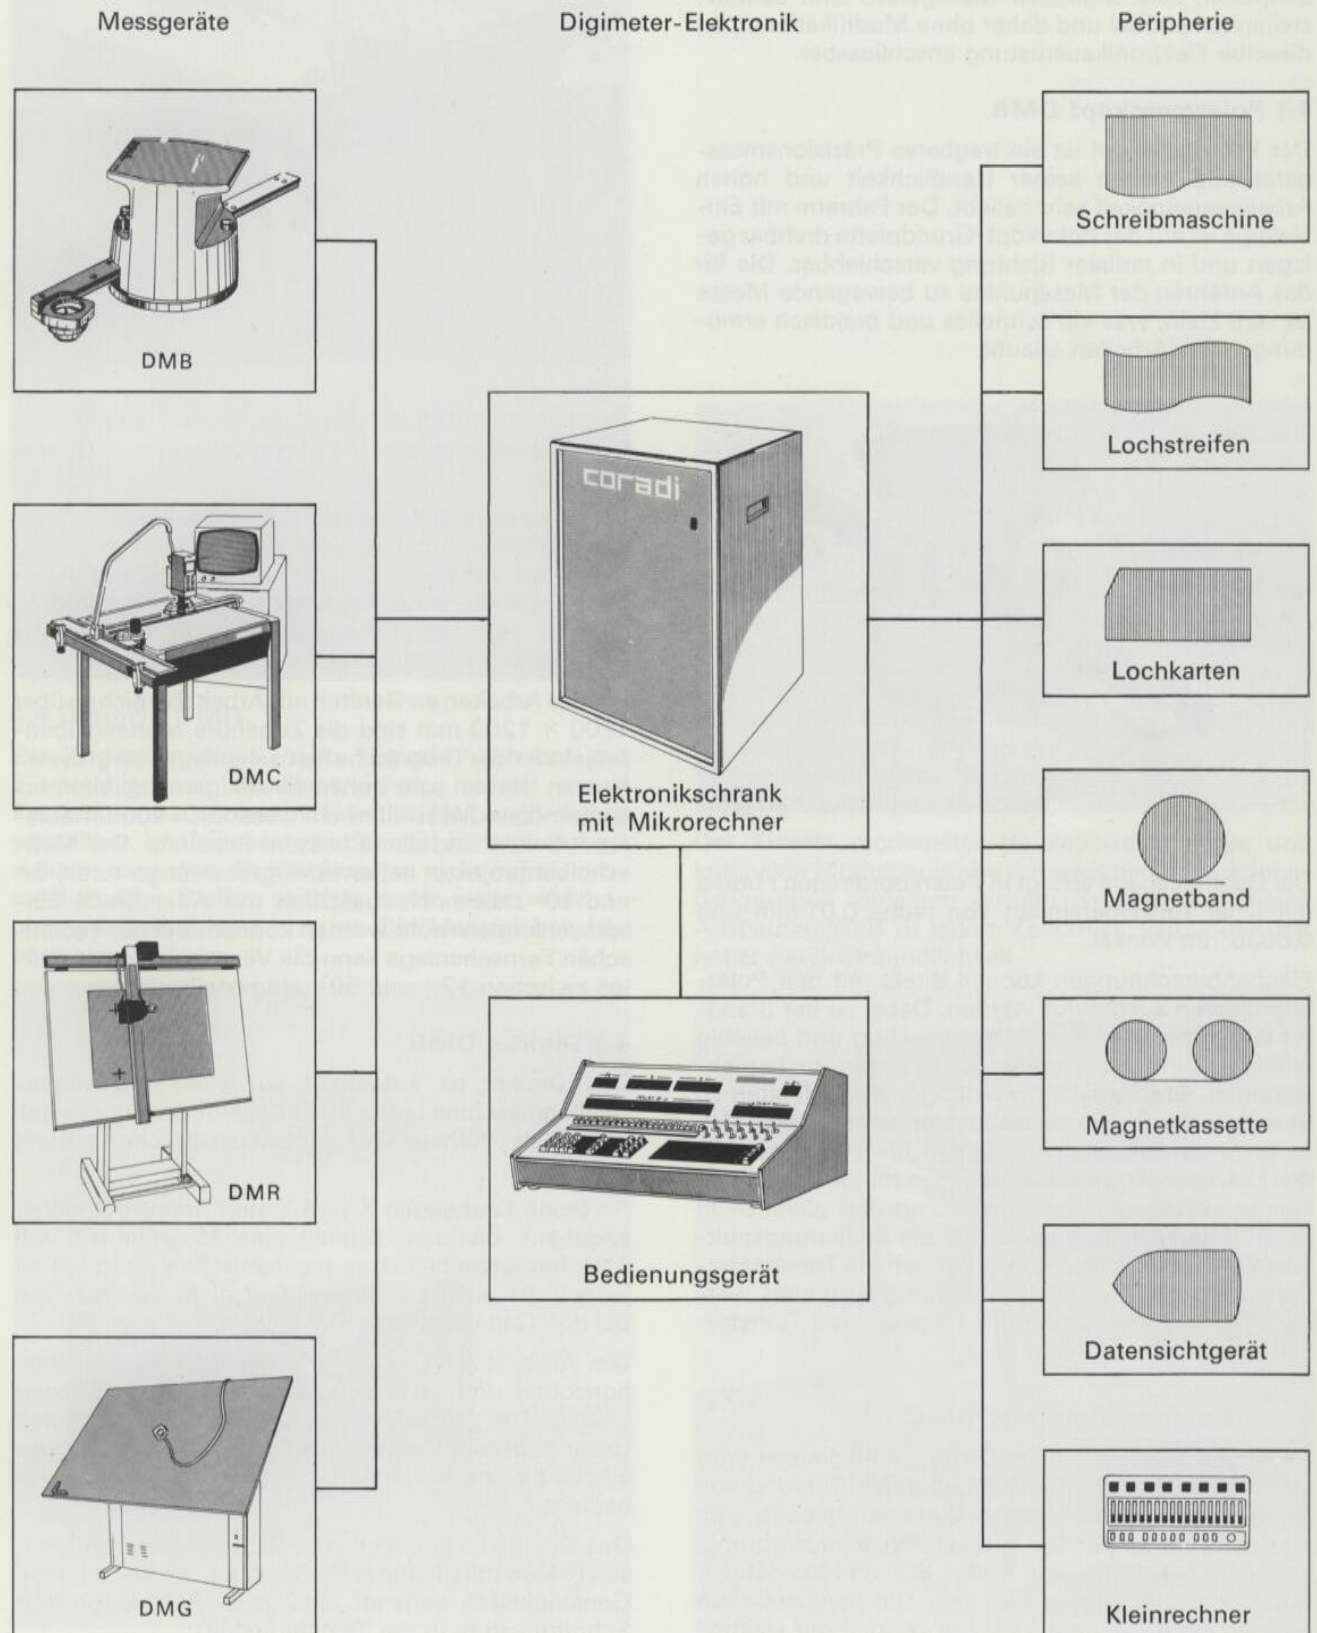 Messgeräte
Digimeter-Elektronik
Peripherie
DMB
DMC
DMR
DMG
coradi
Elektronikschrank
mit Mikrorechner
Bedienungsgerät
Schreibmaschine
Lochstreifen
Lochkarten
Magnetband
Magnetkassette
Datensichtgerät
Kleinrechner